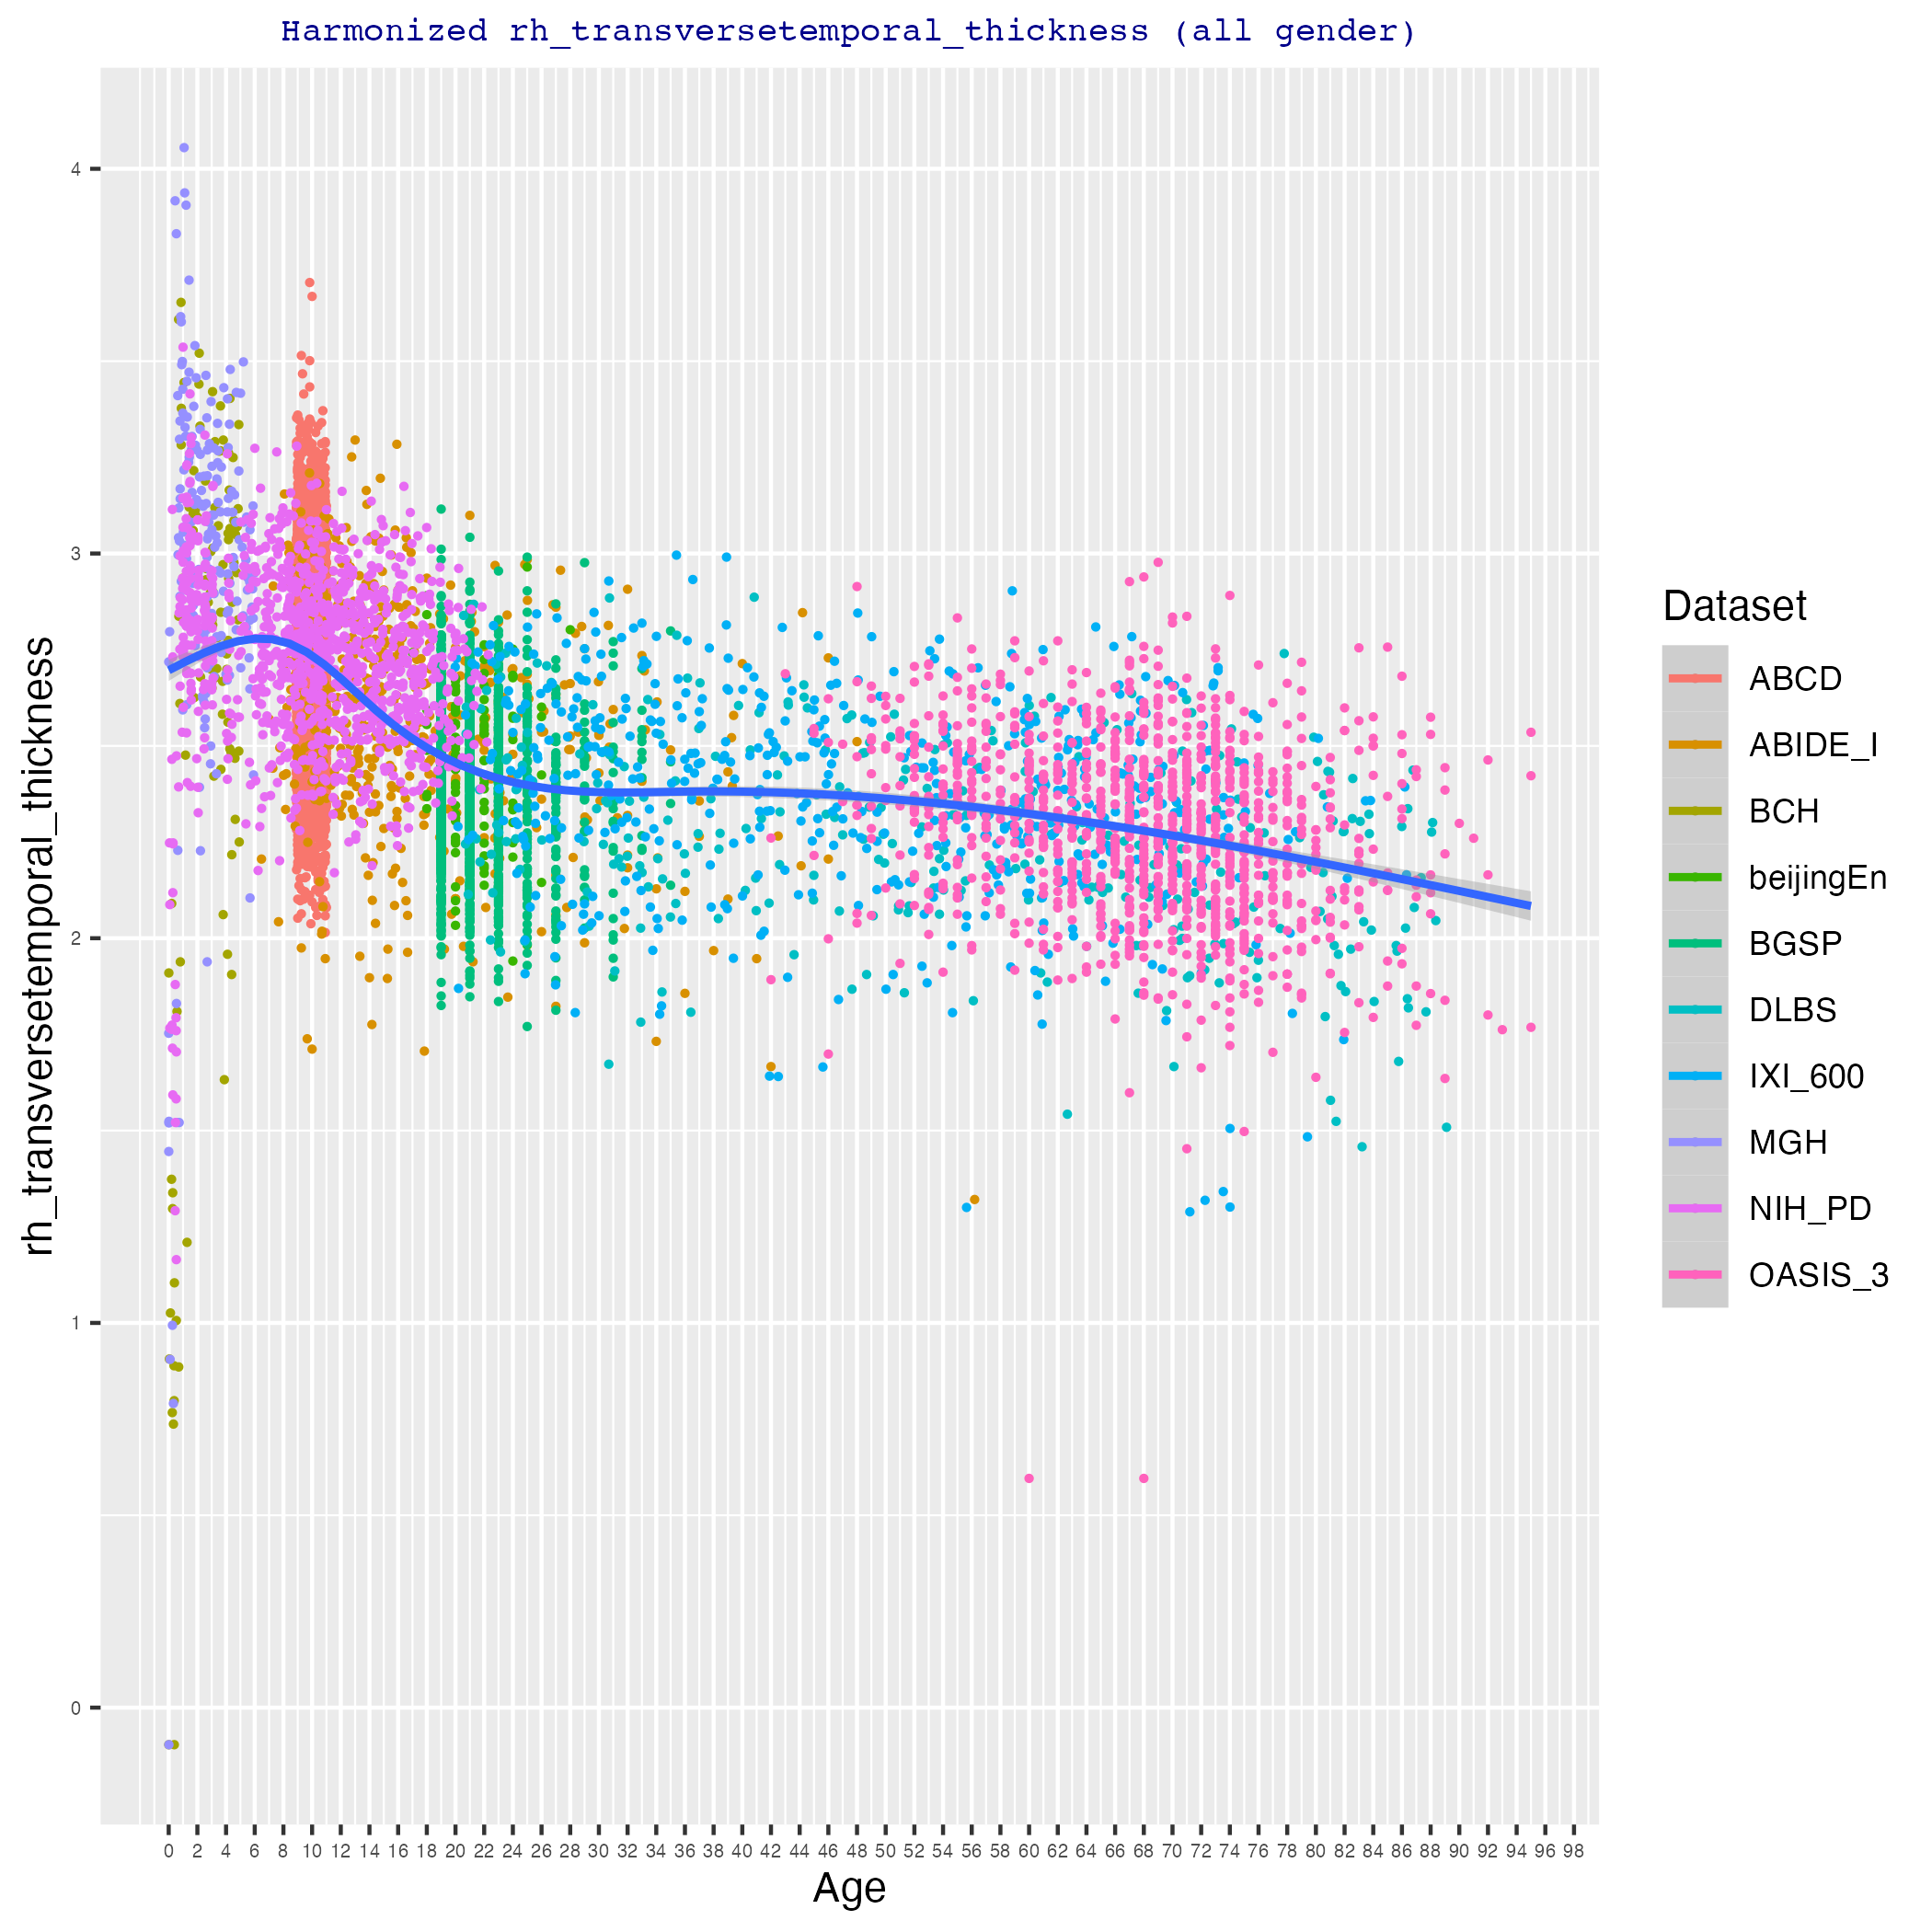 Harmonized rh_transversetemporal_thickness (all gender)
rh_transversetemporal_thickness
4
3
2
1
0
0 2 4 6 8 10 12 14 16 18 20 22 24 26 28 30 32 34 36 38 40 42 44 46 48 50 52 54 56 58 60 62 64 66 68 70 72 74 76 78 80 82 84 86 88 90 92 94 96 98
Age
Dataset
ABCD
ABIDE_I
BCH
beijingEn
BGSP
DLBS
IXI_600
MGH
NIH_PD
OASIS_3